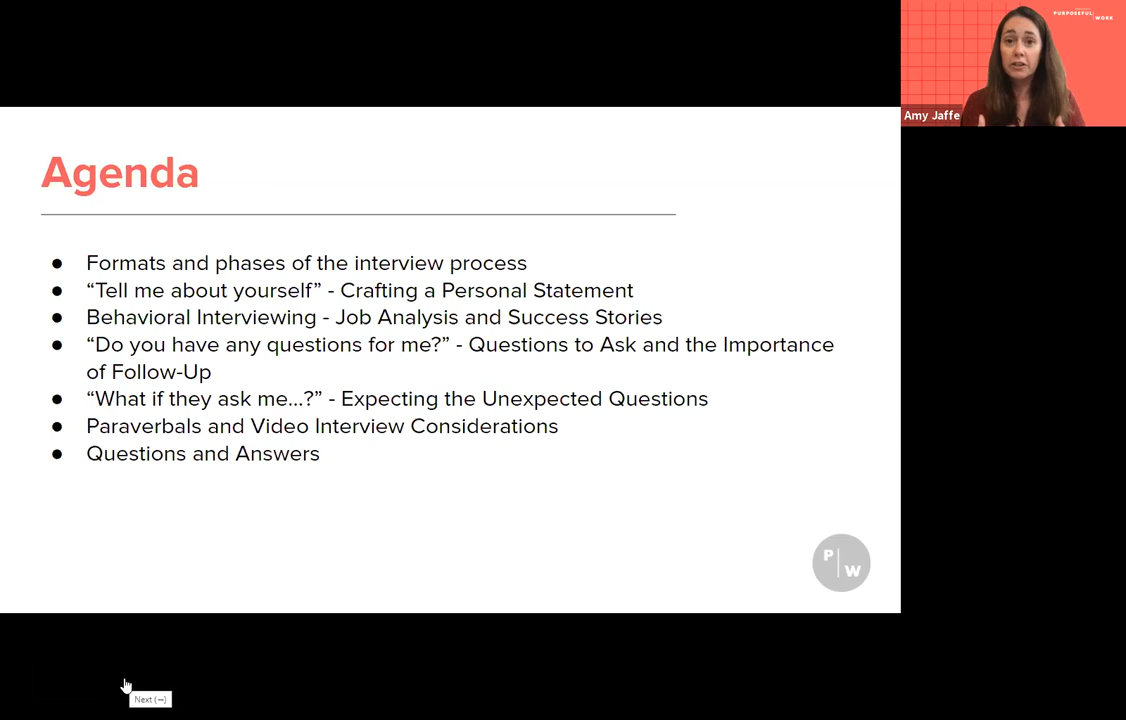 PURPOSEFUL
WORK
Amy Jaffe
Agenda
● Formats and phases of the interview process
● “Tell me about yourself” - Crafting a Personal Statement
● Behavioral Interviewing - Job Analysis and Success Stories
● “Do you have any questions for me?” - Questions to Ask and the Importance
of Follow-Up
● “What if they ask me...?” - Expecting the Unexpected Questions
● Paraverbals and Video Interview Considerations
● Questions and Answers
P
W
Next (→)